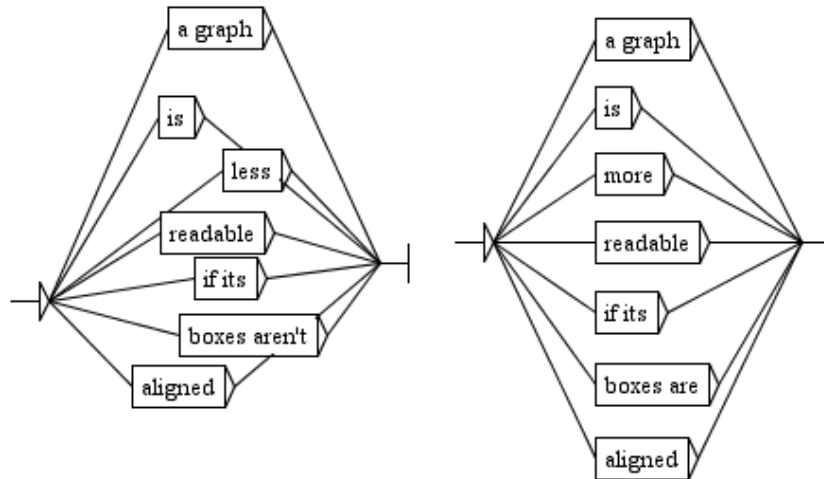 a graph
is
less
readable
if its
boxes aren't
aligned
a graph
is
more
readable
if its
boxes are
aligned